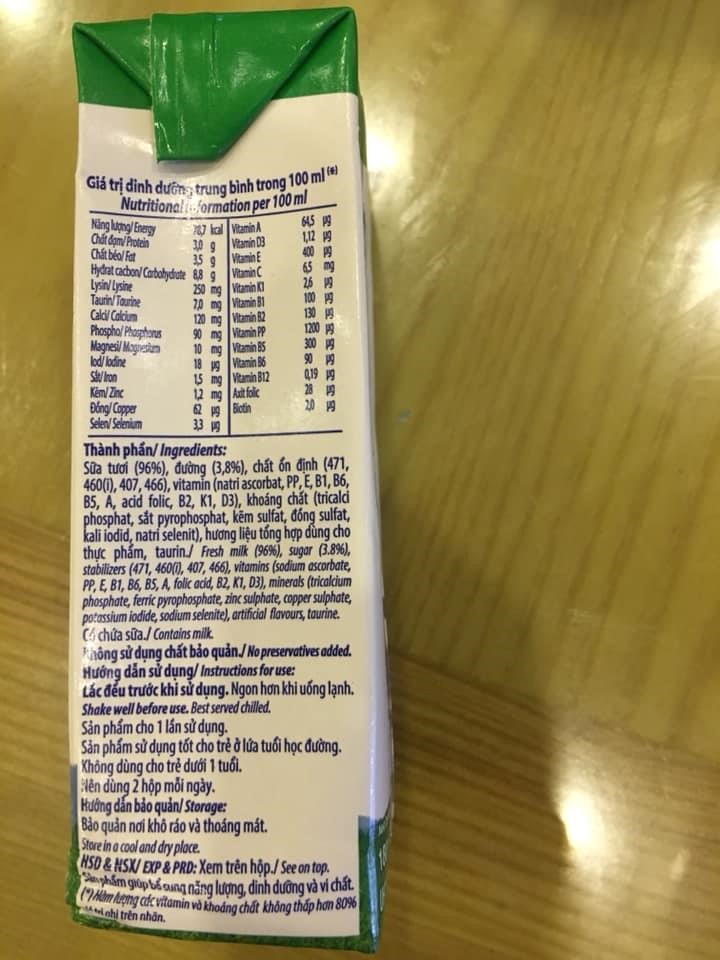 Giá trị dinh dưỡng trung bình trong 100 ml (*)
Nutritional per 100 ml
Năng lượng/ Energy 78,7 kcal Vitamin A 64,5 µg
Chất đạm/ Protein 3,0 g Vitamin D3 1,12 µg
Chất béo/ Fat 3,5 g Vitamin E 400 µg
Hydrat cacbon/ Carbohydrate 8,8 g Vitamin C 6,5 mg
Lysin/ Lysine 250 mg Vitamin K1 2,6 µg
Taurin/ Taurine 7,0 mg Vitamin B1 100 µg
Calci/ Calcium 120 mg Vitamin B2 130 µg
Phospho/ Phosphorus 90 mg Vitamin PP 1200 µg
Magnesi/ Magnesium 10 mg Vitamin B5 300 µg
Iod/ Iodine 18 µg Vitamin B6 90 µg
Sắt/ Iron 1,5 mg Vitamin B12 0,19 µg
Kẽm/ Zinc 1,2 mg Axit folic 28 µg
Đồng/ Copper 62 µg Biotin 2,0 µg
Selen/ Selenium 3,3 µg
Thành phần/ Ingredients:
Sữa tươi (96%), đường (3,8%), chất ổn định (471,
460(i), 407, 466), vitamin (natri ascorbat, PP, E, B1, B6,
B5, A, acid folic, B2, K1, D3), khoáng chất (tricalci
phosphat, sắt pyrophosphat, kẽm sulfat, đồng sulfat,
kali iodid, natri selenit), hương liệu tổng hợp dùng cho
thực phẩm, taurin./ Fresh milk (96%), sugar (3.8%),
stabilizers (471, 460(i), 407, 466), vitamins (sodium ascorbate,
PP, E, B1, B6, B5, A, folic acid, B2, K1, D3), minerals (tricalcium
phosphate, ferric pyrophosphate, zinc sulphate, copper sulphate,
potassium iodide, sodium selenite), artificial flavours, taurine.
Có chứa sữa./ Contains milk.
Không sử dụng chất bảo quản./ No preservatives added.
Hướng dẫn sử dụng/ Instructions for use:
Lắc đều trước khi sử dụng. Ngon hơn khi uống lạnh.
Shake well before use. Best served chilled.
Sản phẩm cho 1 lần sử dụng.
Sản phẩm sử dụng tốt cho trẻ ở lứa tuổi học đường.
Không dùng cho trẻ dưới 1 tuổi.
Nên dùng 2 hộp mỗi ngày.
Hướng dẫn bảo quản/ Storage:
Bảo quản nơi khô ráo và thoáng mát.
Store in a cool and dry place.
HSD & NSX/ EXP & PRD: Xem trên hộp./ See on top.
Sản phẩm giúp bổ sung năng lượng, dinh dưỡng và vi chất.
(*) Hàm lượng các vitamin và khoáng chất không thấp hơn 80%
giá trị ghi trên nhãn.